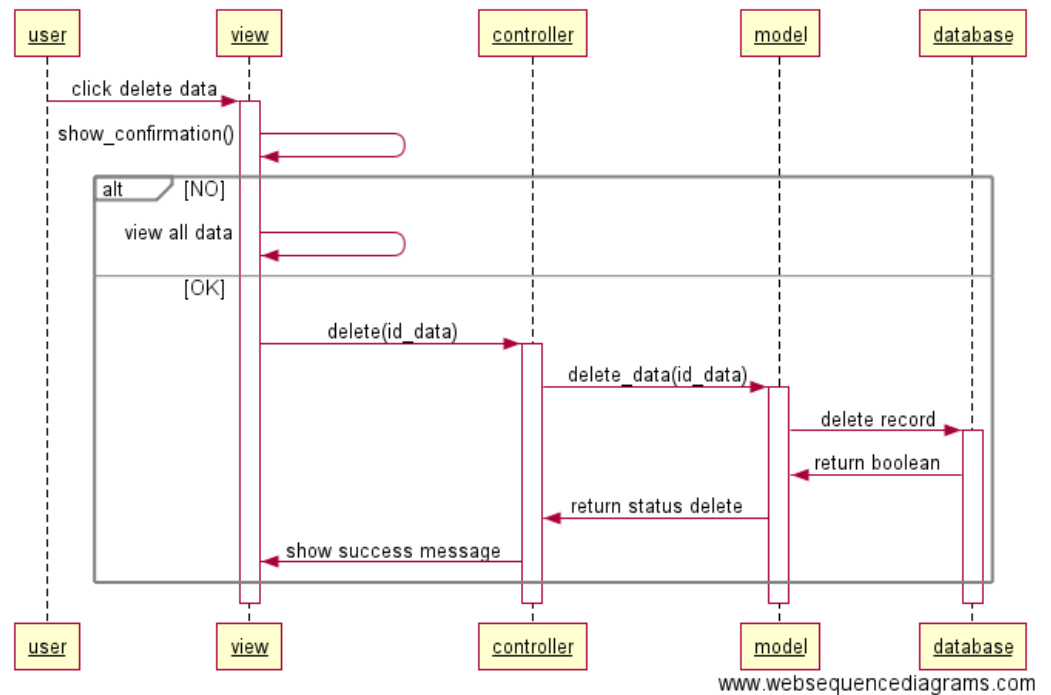 user view controller model database
click delete data
show_confirmation()
alt [NO]
view all data
[OK]
delete(id_data)
delete_data(id_data)
delete record
return boolean
return status delete
show success message
user view controller model database
www.websequencediagrams.com